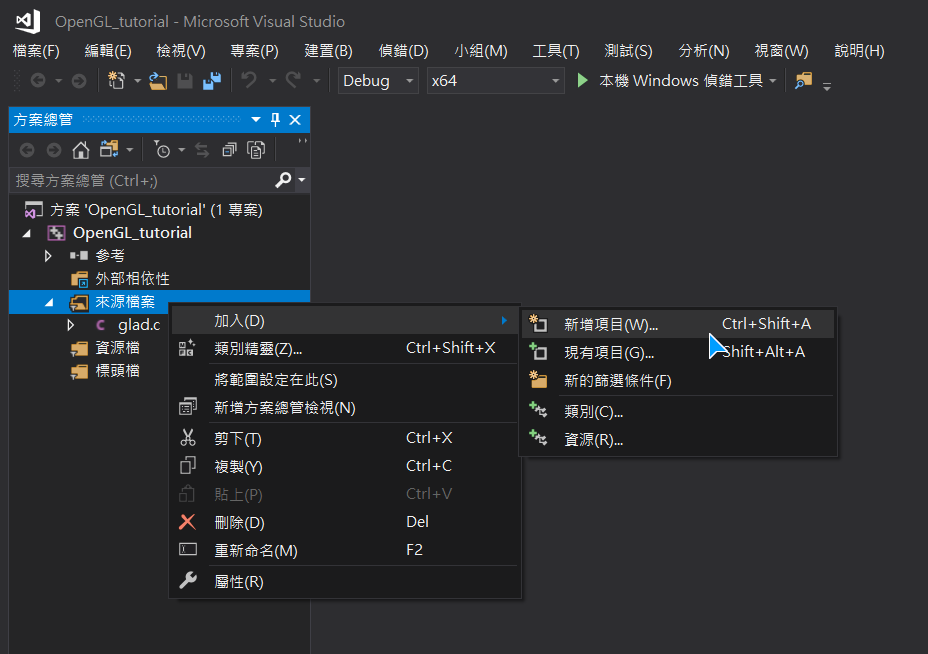 OpenGL_tutorial - Microsoft Visual Studio
檔案(F) 編輯(E) 檢視(V) 專案(P) 建置(B) 偵錯(D) 小組(M) 工具(T) 測試(S) 分析(N) 視窗(W) 說明(H)
Debug x64 本機 Windows 偵錯工具
方案總管
搜尋方案總管 (Ctrl+;)
方案 'OpenGL_tutorial' (1 專案)
OpenGL_tutorial
參考
外部相依性
來源檔案
glad.c
資源檔
標頭檔
加入(D)
類別精靈(Z)... Ctrl+Shift+X
將範圍設定在此(S)
新增方案總管檢視(N)
剪下(T) Ctrl+X
複製(Y) Ctrl+C
貼上(P) Ctrl+V
刪除(D) Del
重新命名(M) F2
屬性(R)
新增項目(W)... Ctrl+Shift+A
現有項目(G)... Shift+Alt+A
新的篩選條件(F)
類別(C)...
資源(R)...